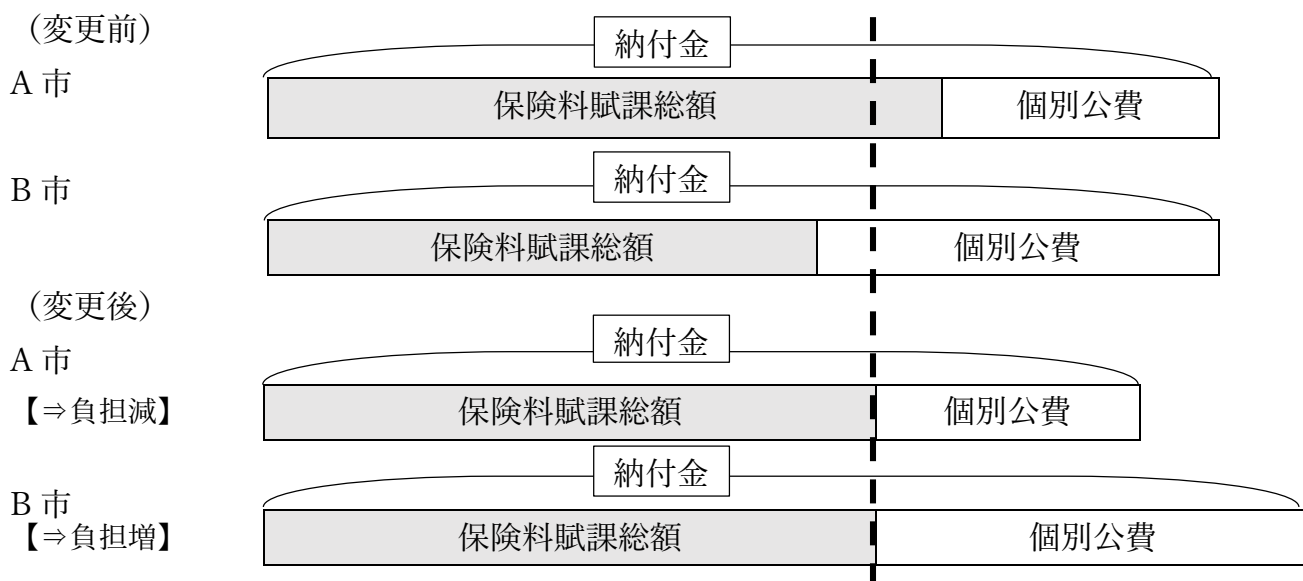 （変更前）
納付金
A 市
保険料賦課総額
個別公費
納付金
B 市
保険料賦課総額
個別公費
（変更後）
納付金
A 市
【⇒負担減】
保険料賦課総額
個別公費
納付金
B 市
【⇒負担増】
保険料賦課総額
個別公費